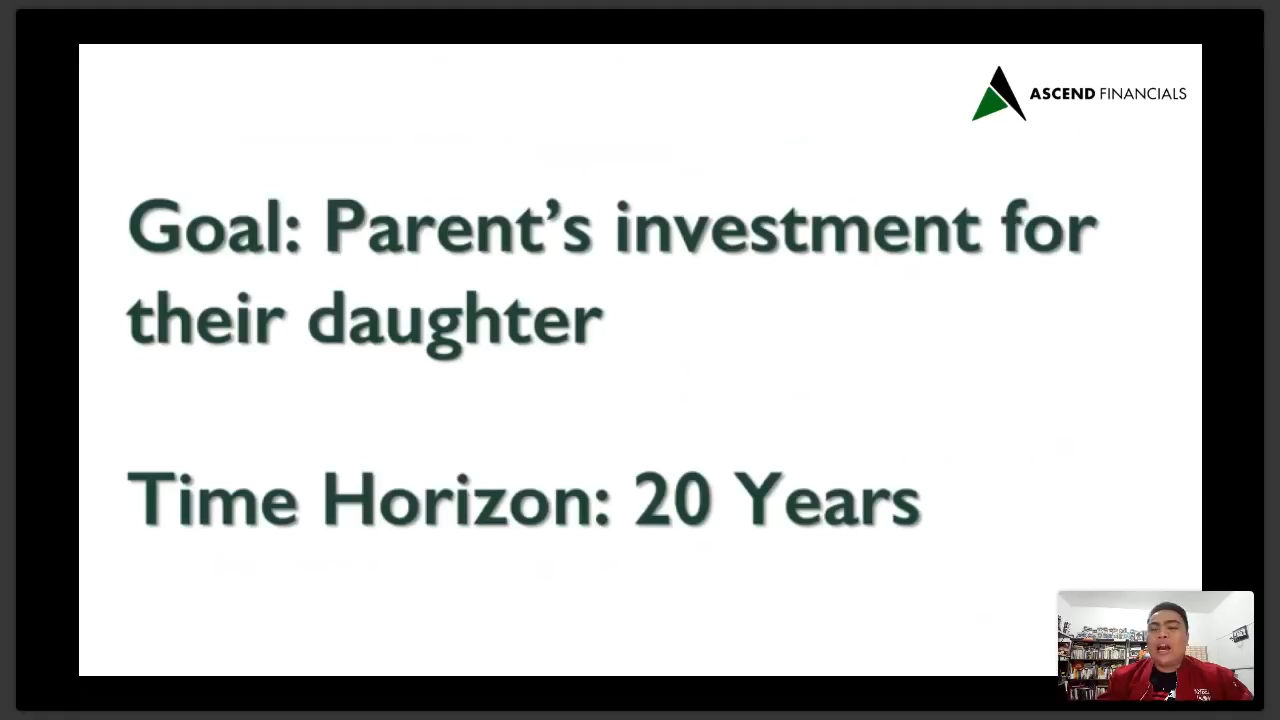 ASCEND FINANCIALS
Goal: Parent’s investment for
their daughter
Time Horizon: 20 Years